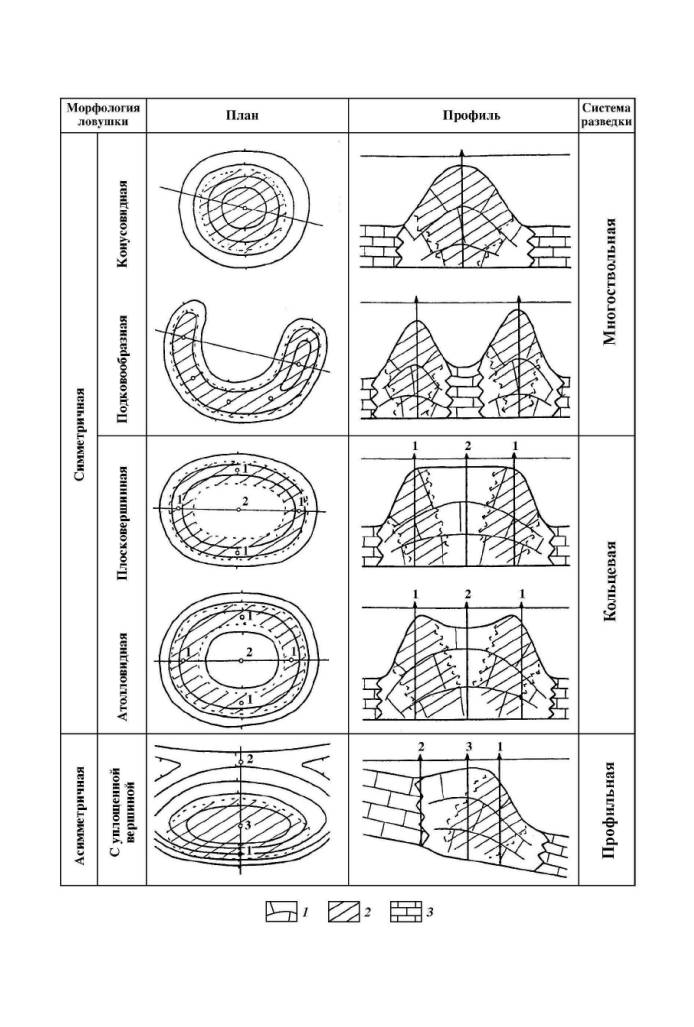 Морфология
ловушки
План
Профиль
Система
разведки
Симметричная
Конусовидная
Многоствольная
Подковообразная
Плосковершинная
1
1
2
1
1
1
2
1
Кольцевая
Атолловидная
1
1
2
1
1
1
2
1
Асимметричная
С уплощенной
вершиной
2
3
1
2
3
1
Профильная
1
2
3